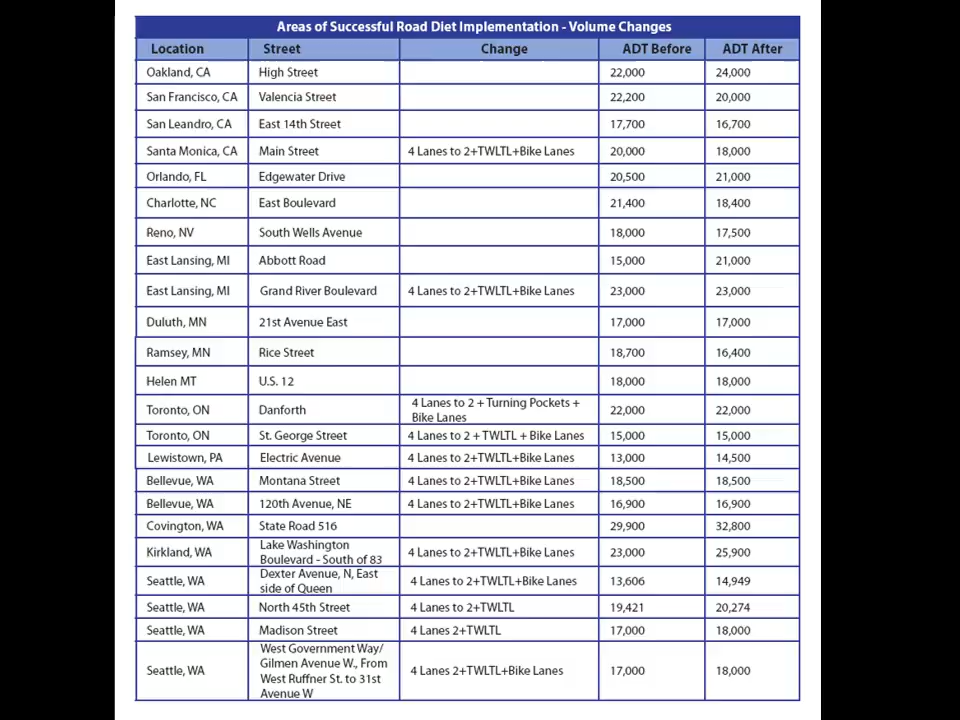 Areas of Successful Road Diet Implementation - Volume Changes
Location Street Change ADT Before ADT After
Oakland, CA High Street 22,000 24,000
San Francisco, CA Valencia Street 22,200 20,000
San Leandro, CA East 14th Street 17,700 16,700
Santa Monica, CA Main Street 4 Lanes to 2+TWLTL+Bike Lanes 20,000 18,000
Orlando, FL Edgewater Drive 20,500 21,000
Charlotte, NC East Boulevard 21,400 18,400
Reno, NV South Wells Avenue 18,000 17,500
East Lansing, MI Abbott Road 15,000 21,000
East Lansing, MI Grand River Boulevard 4 Lanes to 2+TWLTL+Bike Lanes 23,000 23,000
Duluth, MN 21st Avenue East 17,000 17,000
Ramsey, MN Rice Street 18,700 16,400
Helen MT U.S. 12 18,000 18,000
Toronto, ON Danforth 4 Lanes to 2 + Turning Pockets +
Bike Lanes 22,000 22,000
Toronto, ON St. George Street 4 Lanes to 2 + TWLTL + Bike Lanes 15,000 15,000
Lewistown, PA Electric Avenue 4 Lanes to 2+TWLTL+Bike Lanes 13,000 14,500
Bellevue, WA Montana Street 4 Lanes to 2+TWLTL+Bike Lanes 18,500 18,500
Bellevue, WA 120th Avenue, NE 4 Lanes to 2+TWLTL+Bike Lanes 16,900 16,900
Covington, WA State Road 516 29,900 32,800
Kirkland, WA Lake Washington
Boulevard - South of 83 4 Lanes to 2+TWLTL+Bike Lanes 23,000 25,900
Seattle, WA Dexter Avenue, N, East
side of Queen 4 Lanes to 2+TWLTL+Bike Lanes 13,606 14,949
Seattle, WA North 45th Street 4 Lanes to 2+TWLTL 19,421 20,274
Seattle, WA Madison Street 4 Lanes 2+TWLTL 17,000 18,000
Seattle, WA West Government Way/
Gilmen Avenue W., From
West Ruffner St. to 31st
Avenue W 4 Lanes 2+TWLTL+Bike Lanes 17,000 18,000